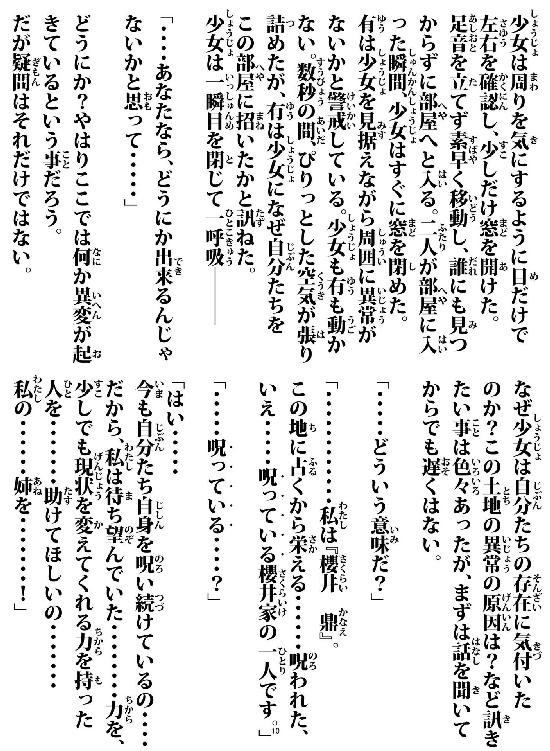 少女は周りを気にするように目だけで
左右を確認し、少しだけ窓を開けた。
足音を立てず素早く移動し、誰にも見つ
からずに部屋へと入る。二人が部屋に入
った瞬間、少女はすぐに窓を閉めた。
有は少女を見据えながら周囲に異常が
ないかと警戒している。少女も有も動か
ない。数秒の間、ぴりっとした空気が張り
詰めたが、有は少女になぜ自分たちを
この部屋に招いたかと訊ねた。
少女は一瞬目を閉じて一呼吸———
「・・・あなたなら、どうにか出来るんじゃ
ないかと思って・・・・・」
どうにか？やはりここでは何か異変が起
きているという事だろう。
だが疑問はそれだけではない。
なぜ少女は自分たちの存在に気付いた
のか？この土地の異常の原因は？など訊き
たい事は色々あったが、まずは話を聞いて
からでも遅くはない。
「・・・・・どういう意味だ？」
「・・・・・・・・・私は『櫻井　鼎』。
この地に古くから栄える・・・・・・呪われた、
いえ・・・・・呪っている櫻井家の一人です。」10
「・・・・・呪っている・・・・？」
「はい・・・・・
今も自分たち自身を呪い続けているの・・・・
だから、私は待ち望んでいた・・・・・・・・力を、
少しでも現状を変えてくれる力を持った
人を・・・・・・助けてほしいの・・・・・・・
私の・・・・・・姉を・・・・・・・！」